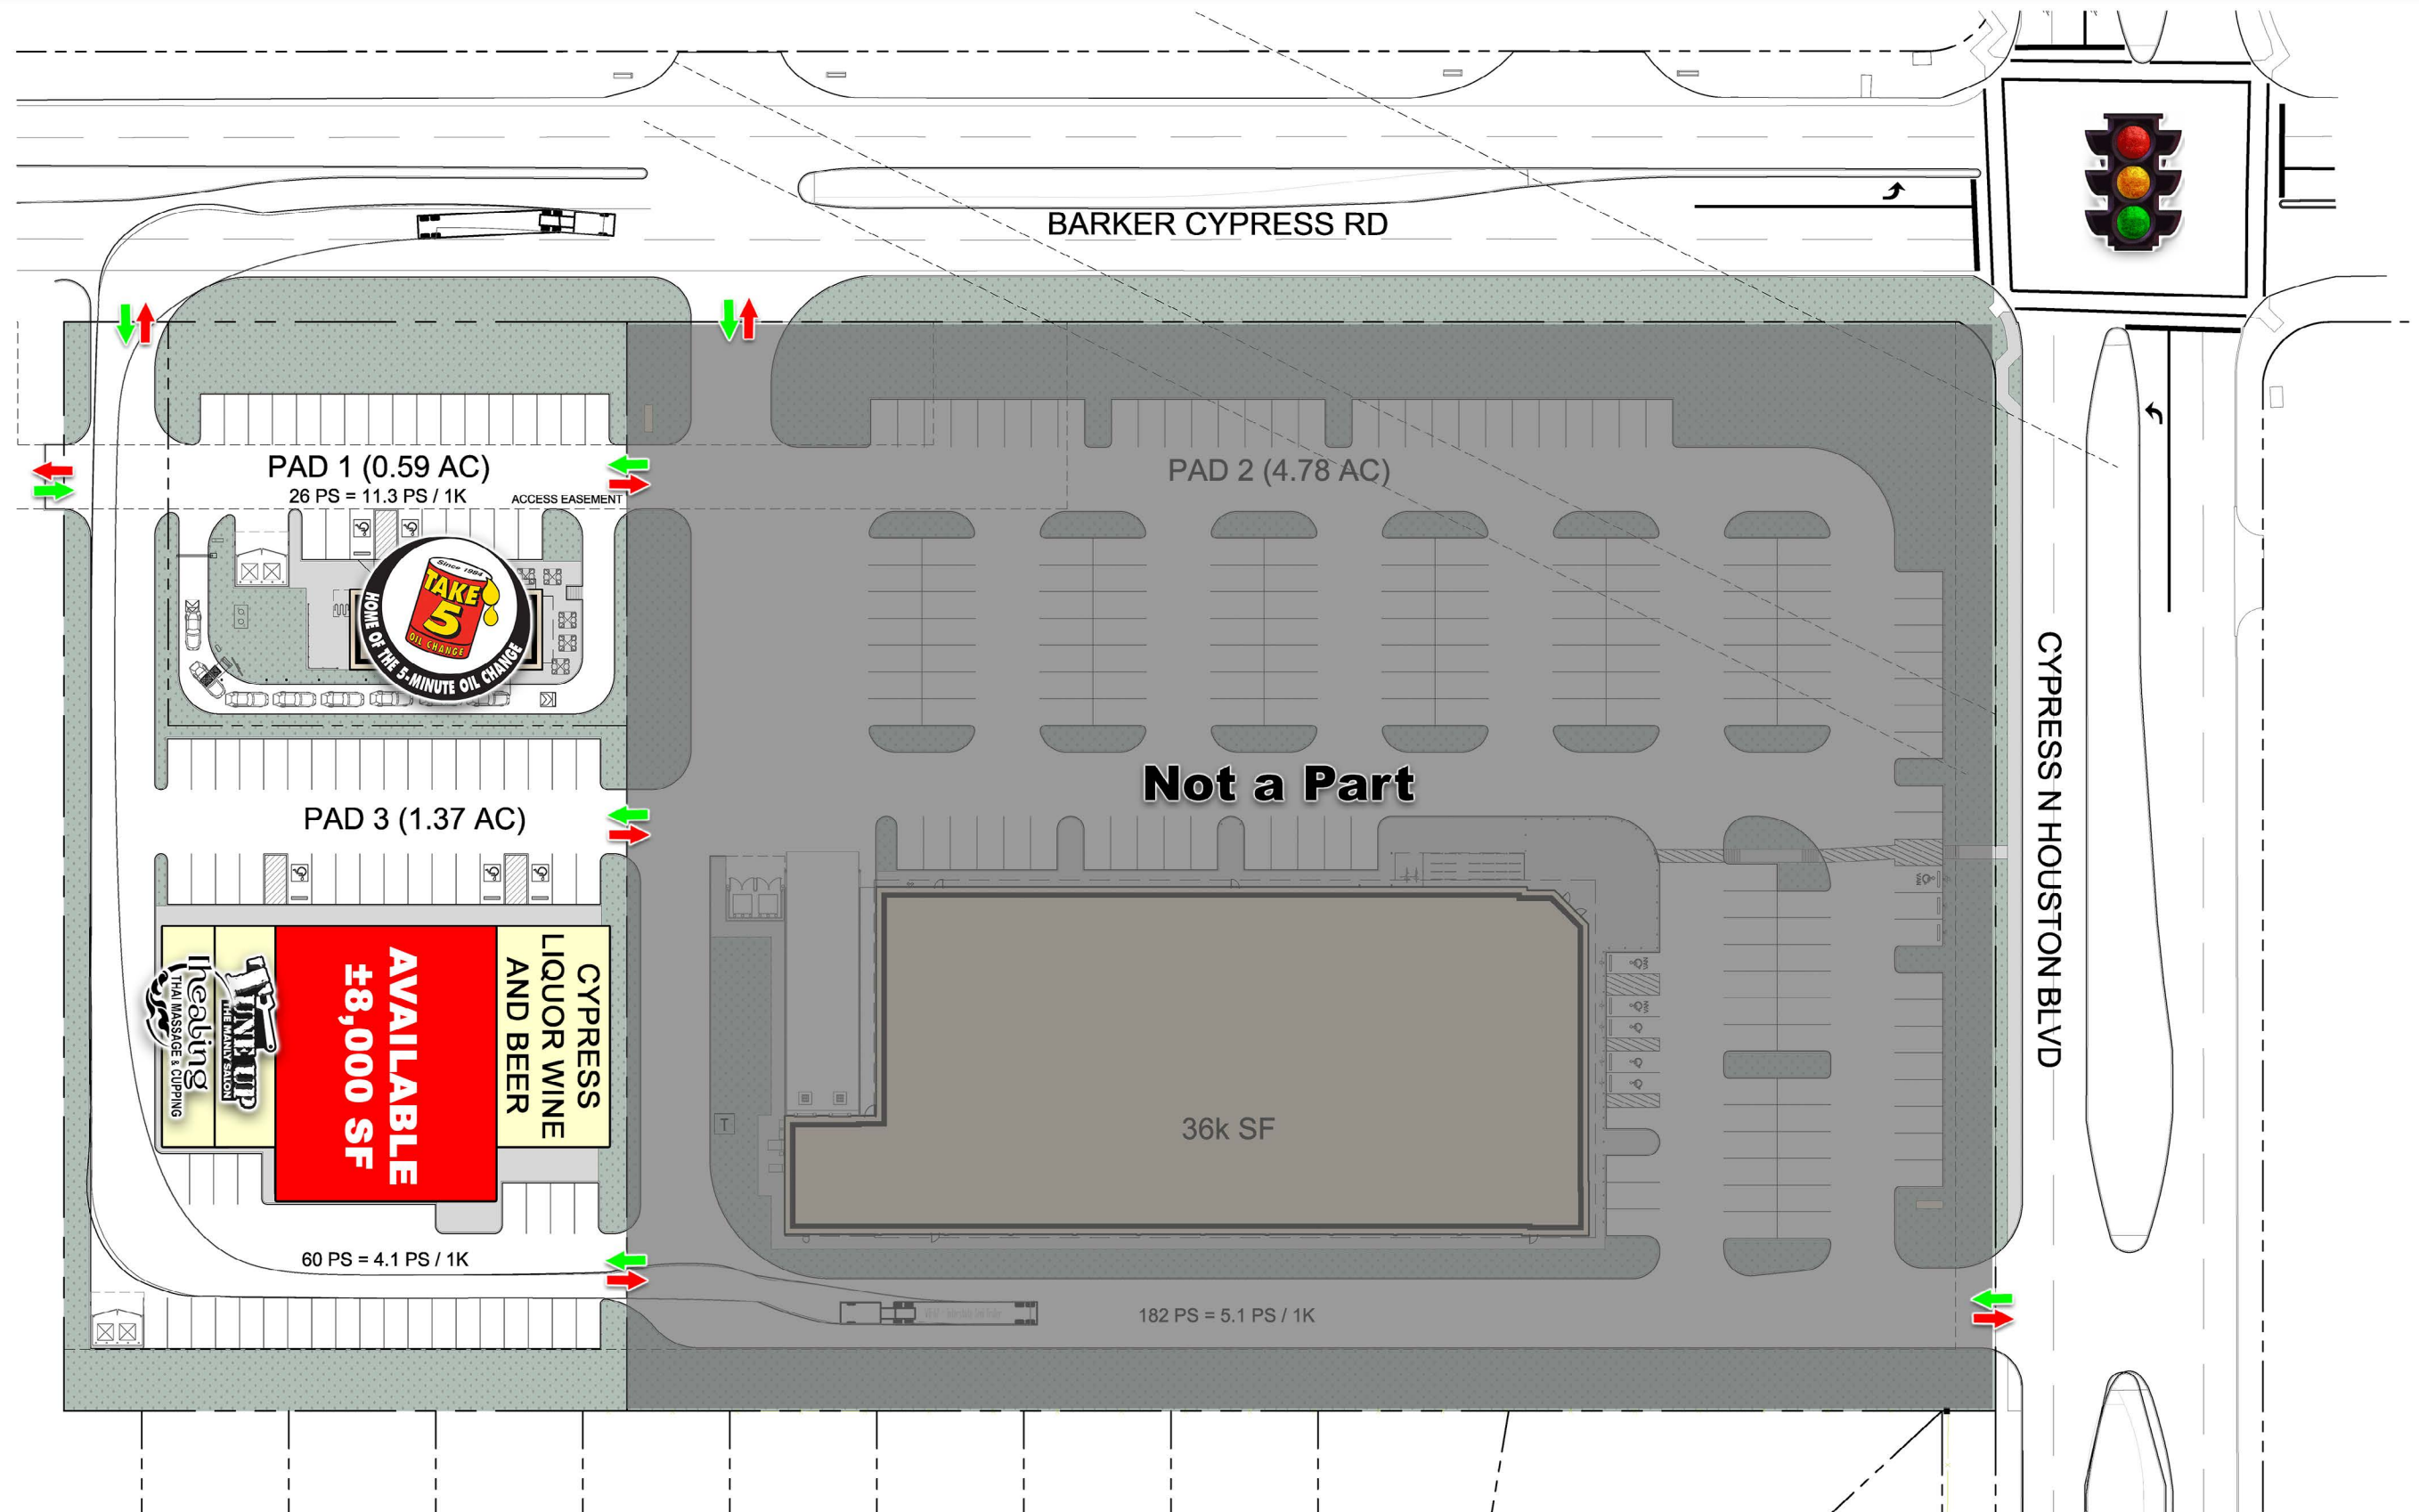 BARKER CYPRESS RD
PAD 1 (0.59 AC)
26 PS = 11.3 PS / 1K
ACCESS EASEMENT
PAD 2 (4.78 AC)
Since 1984
TAKE
5
OIL CHANGE
HOME OF THE 5-MINUTE OIL CHANGE
Not a Part
PAD 3 (1.37 AC)
CYPRESS N HOUSTON BLVD
CYPRESS
LIQUOR WINE
AND BEER
AVAILABLE
±8,000 SF
TUNE UP
THE MANLY SALON
healing
THAI MASSAGE & CUPPING
T
36k SF
60 PS = 4.1 PS / 1K
182 PS = 5.1 PS / 1K